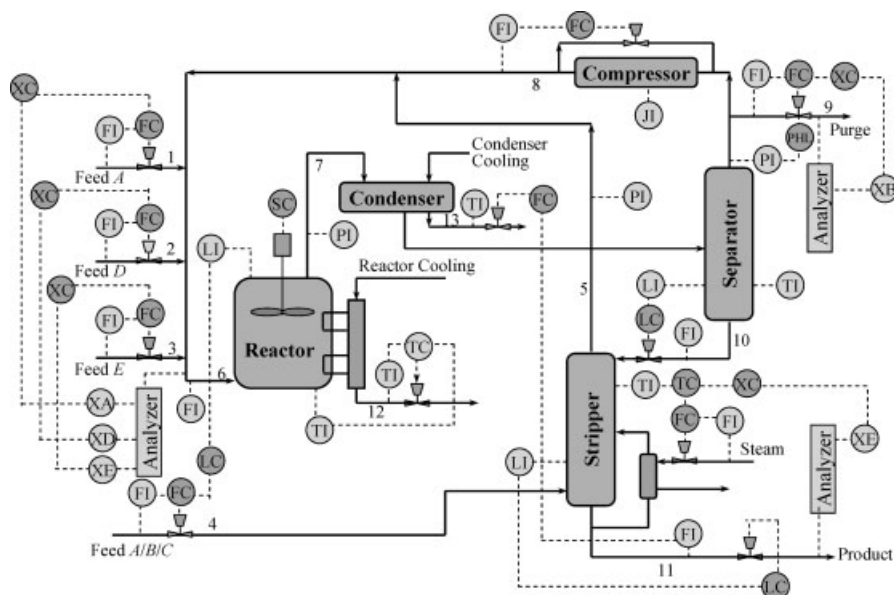 FI
FC
Compressor
8
JI
FI
FC
XC
9
Purge
PHL
PI
XC
FI
FC
1
Feed A
Condenser
Cooling
7
Condenser
TI
FC
13
SC
PI
PI
Analyzer
XB
XC
FI
FC
2
Feed D
LI
Reactor Cooling
Separator
LI
TI
LC
5
10
FI
XC
FC
FI
3
Feed E
Reactor
TC
TI
12
6
FI
TI
XA
XD
XE
Analyzer
LC
FI
FC
4
Feed A/B/C
Stripper
TI
TC
XC
FC
FI
Steam
LI
XE
Analyzer
FI
11
Product
LC